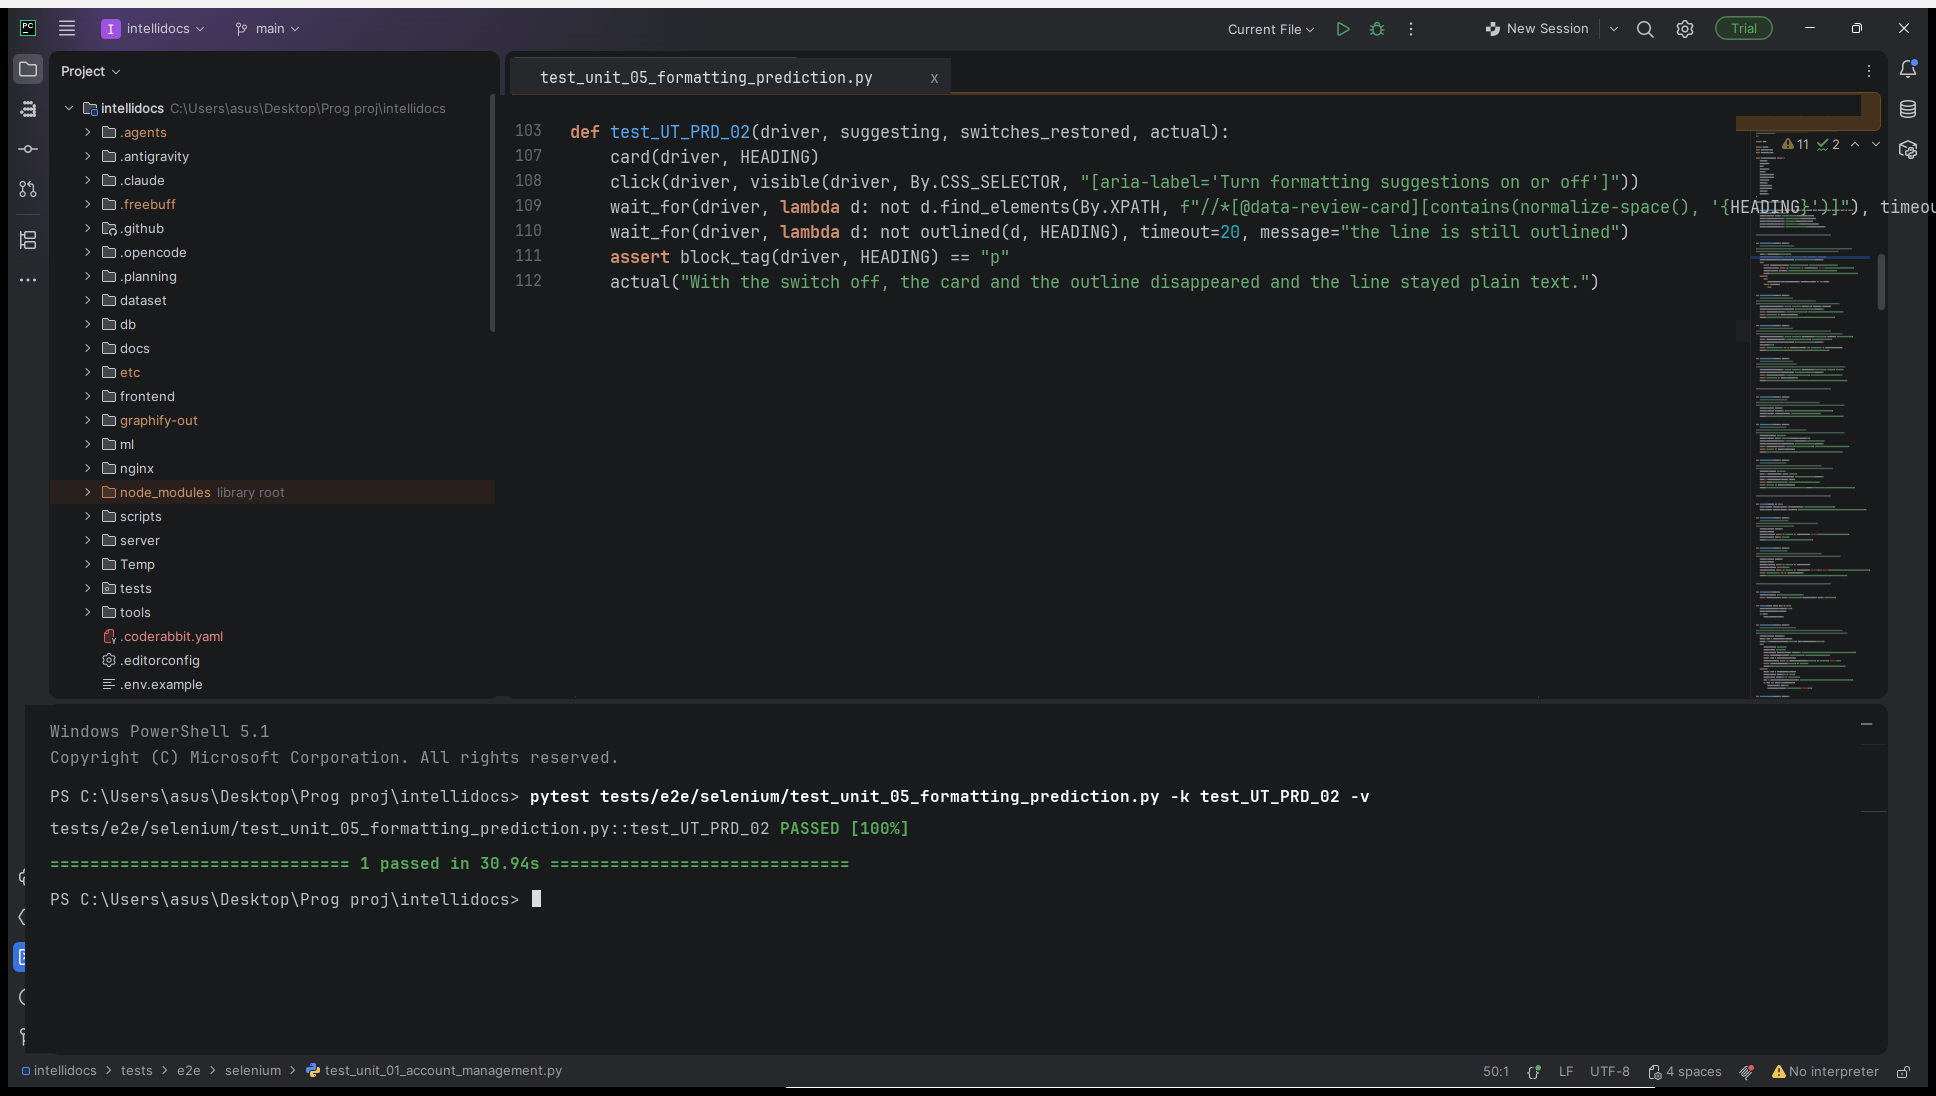 PC
I intellidocs main Current File New Session Trial
Project
intellidocs C:\Users\asus\Desktop\Prog proj\intellidocs
.agents
.antigravity
.claude
.freebuff
.github
.opencode
.planning
dataset
db
docs
etc
frontend
graphify-out
ml
nginx
node_modules library root
scripts
server
Temp
tests
tools
.coderabbit.yaml
.editorconfig
.env.example
test_unit_05_formatting_prediction.py x
11 2
103 def test_UT_PRD_02(driver, suggesting, switches_restored, actual):
107 card(driver, HEADING)
108 click(driver, visible(driver, By.CSS_SELECTOR, "[aria-label='Turn formatting suggestions on or off']"))
109 wait_for(driver, lambda d: not d.find_elements(By.XPATH, f"//*[@data-review-card][contains(normalize-space(), '{HEADING}')]"), timeou
110 wait_for(driver, lambda d: not outlined(d, HEADING), timeout=20, message="the line is still outlined")
111 assert block_tag(driver, HEADING) == "p"
112 actual("With the switch off, the card and the outline disappeared and the line stayed plain text.")
Windows PowerShell 5.1
Copyright (C) Microsoft Corporation. All rights reserved.
PS C:\Users\asus\Desktop\Prog proj\intellidocs> pytest tests/e2e/selenium/test_unit_05_formatting_prediction.py -k test_UT_PRD_02 -v
tests/e2e/selenium/test_unit_05_formatting_prediction.py::test_UT_PRD_02 PASSED [100%]
============================== 1 passed in 30.94s ==============================
PS C:\Users\asus\Desktop\Prog proj\intellidocs>
intellidocs > tests > e2e > selenium > test_unit_01_account_management.py
50:1 LF UTF-8 4 spaces No interpreter